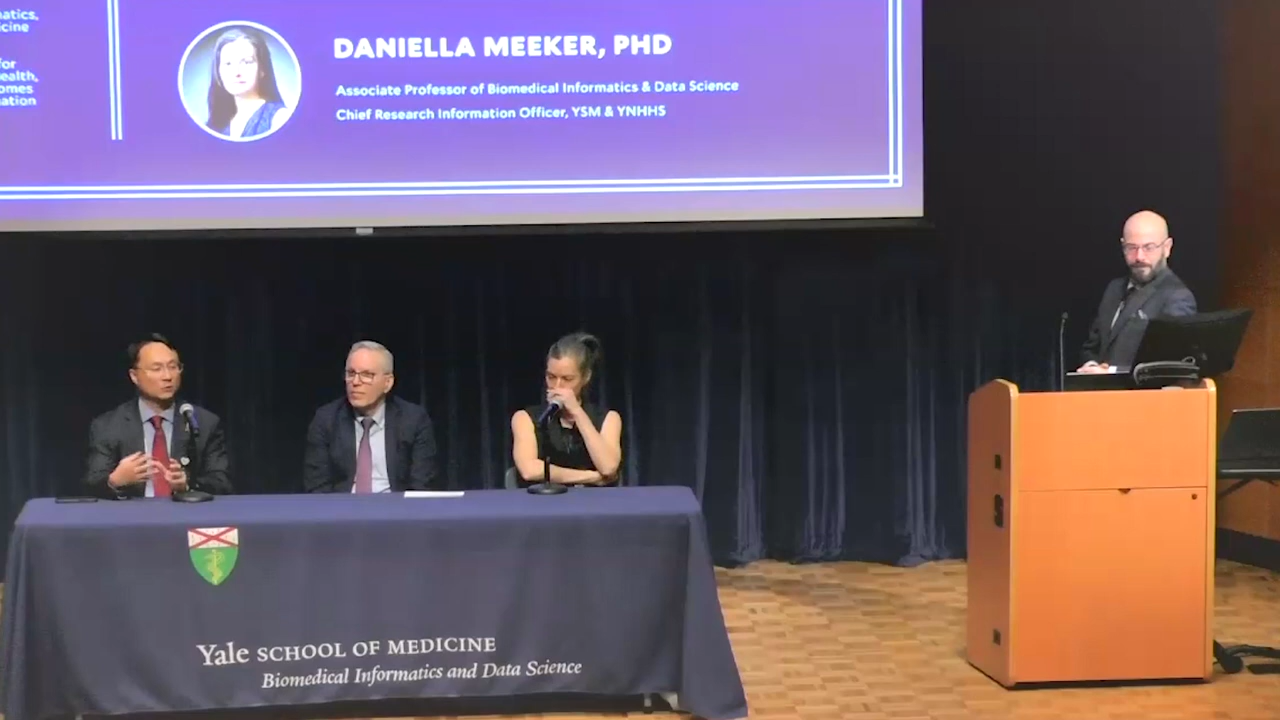 DANIELLA MEEKER, PHD
Associate Professor of Biomedical Informatics & Data Science
Chief Research Information Officer, YSM & YNHHS
Yale SCHOOL OF MEDICINE
Biomedical Informatics and Data Science